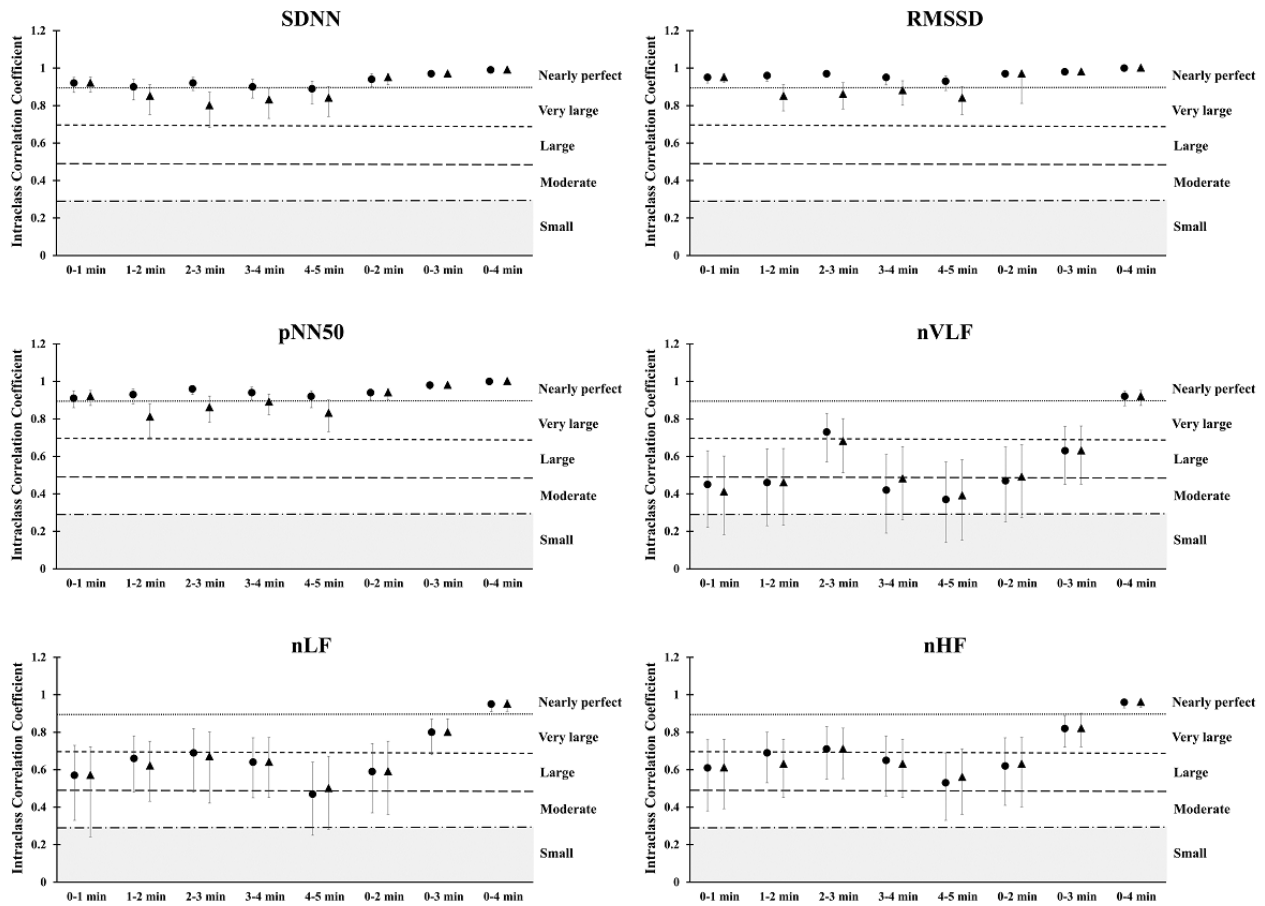 SDNN
Intraclass Correlation Coefficient
1.2
1
0.8
0.6
0.4
0.2
0
Nearly perfect
Very large
Large
Moderate
Small
0-1 min 1-2 min 2-3 min 3-4 min 4-5 min 0-2 min 0-3 min 0-4 min
RMSSD
Intraclass Correlation Coefficient
1.2
1
0.8
0.6
0.4
0.2
0
Nearly perfect
Very large
Large
Moderate
Small
0-1 min 1-2 min 2-3 min 3-4 min 4-5 min 0-2 min 0-3 min 0-4 min
pNN50
Intraclass Correlation Coefficient
1.2
1
0.8
0.6
0.4
0.2
0
Nearly perfect
Very large
Large
Moderate
Small
0-1 min 1-2 min 2-3 min 3-4 min 4-5 min 0-2 min 0-3 min 0-4 min
nVLF
Intraclass Correlation Coefficient
1.2
1
0.8
0.6
0.4
0.2
0
Nearly perfect
Very large
Large
Moderate
Small
0-1 min 1-2 min 2-3 min 3-4 min 4-5 min 0-2 min 0-3 min 0-4 min
nLF
Intraclass Correlation Coefficient
1.2
1
0.8
0.6
0.4
0.2
0
Nearly perfect
Very large
Large
Moderate
Small
0-1 min 1-2 min 2-3 min 3-4 min 4-5 min 0-2 min 0-3 min 0-4 min
nHF
Intraclass Correlation Coefficient
1.2
1
0.8
0.6
0.4
0.2
0
Nearly perfect
Very large
Large
Moderate
Small
0-1 min 1-2 min 2-3 min 3-4 min 4-5 min 0-2 min 0-3 min 0-4 min